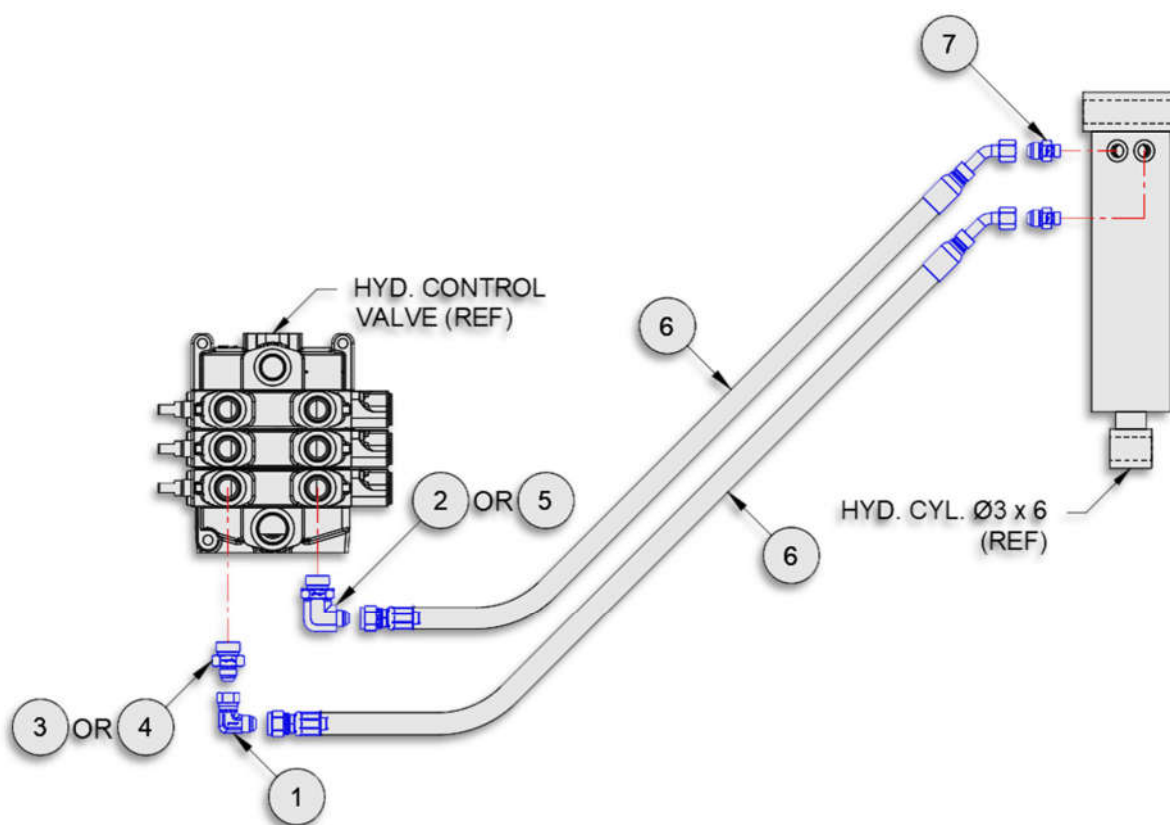 7
HYD. CONTROL
VALVE (REF)
6
2 OR 5
HYD. CYL. Ø3 x 6
(REF)
6
3 OR 4
1